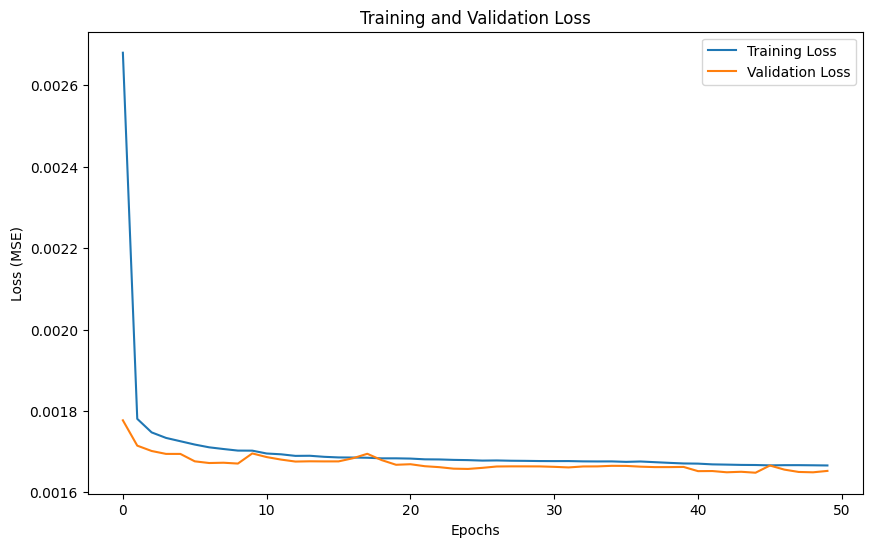 Training and Validation Loss
Training Loss
Validation Loss
0.0026
0.0024
0.0022
0.0020
0.0018
0.0016
Loss (MSE)
0 10 20 30 40 50
Epochs